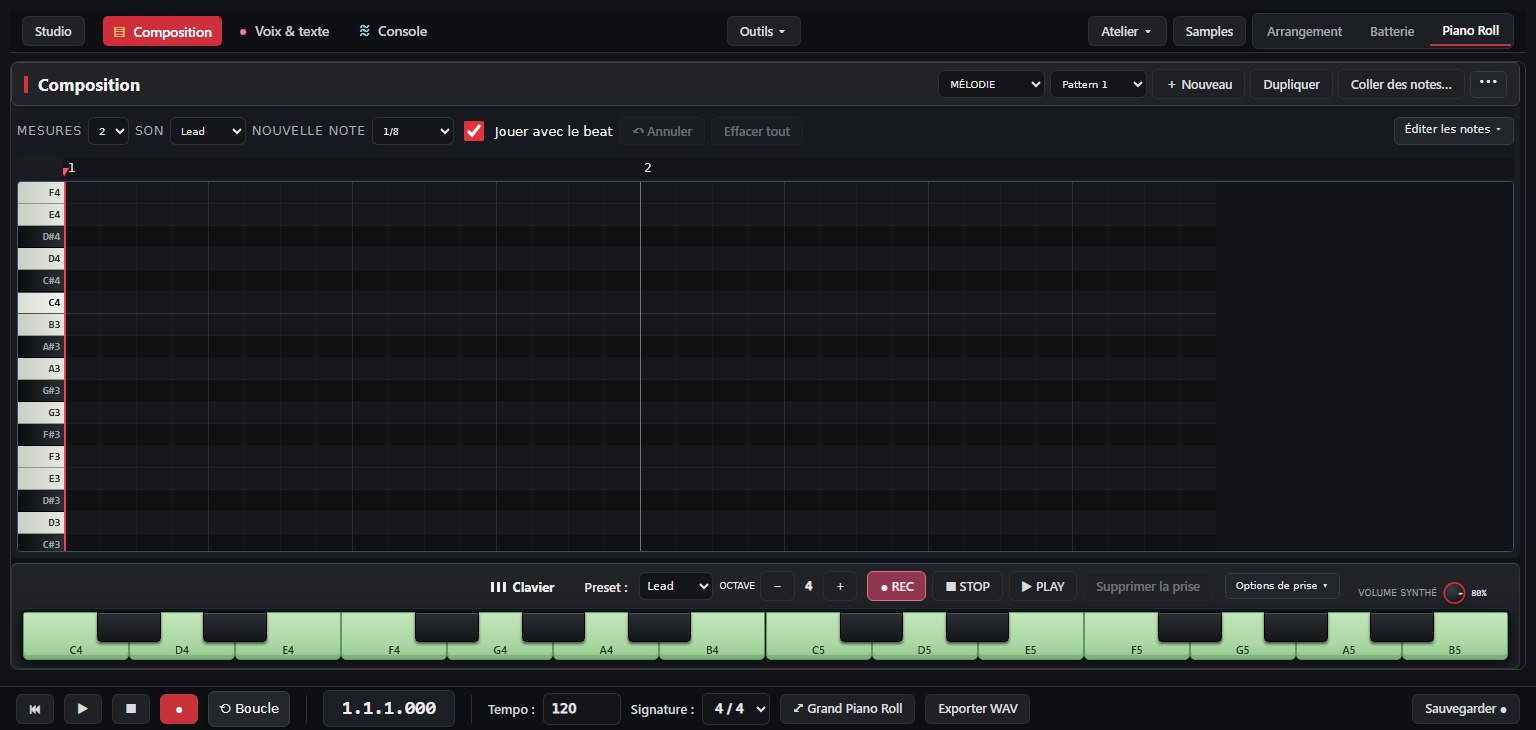 Studio Composition Voix & texte Console Outils Atelier Samples Arrangement Batterie Piano Roll
Composition MÉLODIE Pattern 1 + Nouveau Dupliquer Coller des notes... •••
MESURES 2 SON Lead NOUVELLE NOTE 1/8 Jouer avec le beat ↶ Annuler Effacer tout Éditer les notes
1 2
F4
E4
D#4
D4
C#4
C4
B3
A#3
A3
G#3
G3
F#3
F3
E3
D#3
D3
C#3
Clavier Preset : Lead OCTAVE − 4 + ● REC ■ STOP ▶ PLAY Supprimer la prise Options de prise VOLUME SYNTHÉ 80%
C4 D4 E4 F4 G4 A4 B4 C5 D5 E5 F5 G5 A5 B5
⟲ Boucle 1.1.1.000 Tempo : 120 Signature : 4 / 4 ⤢ Grand Piano Roll Exporter WAV Sauvegarder ●